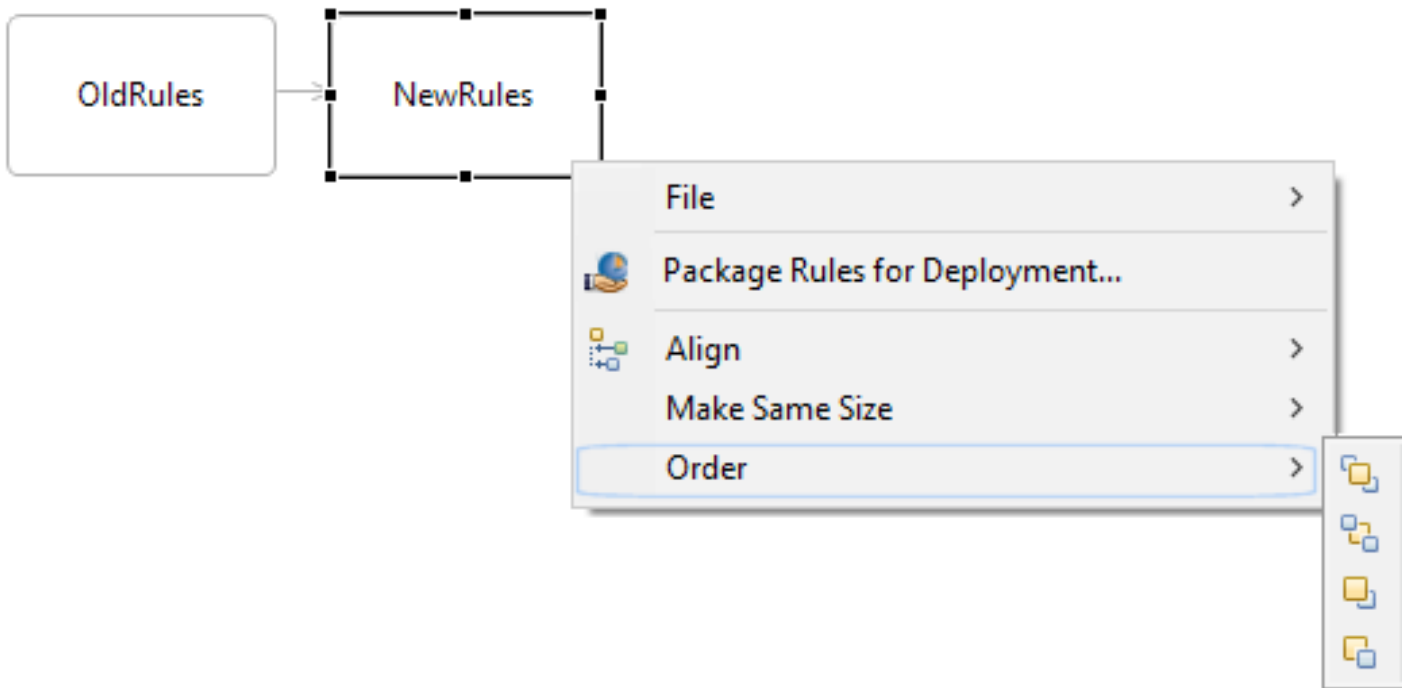 OldRules
NewRules
File
Package Rules for Deployment...
Align
Make Same Size
Order